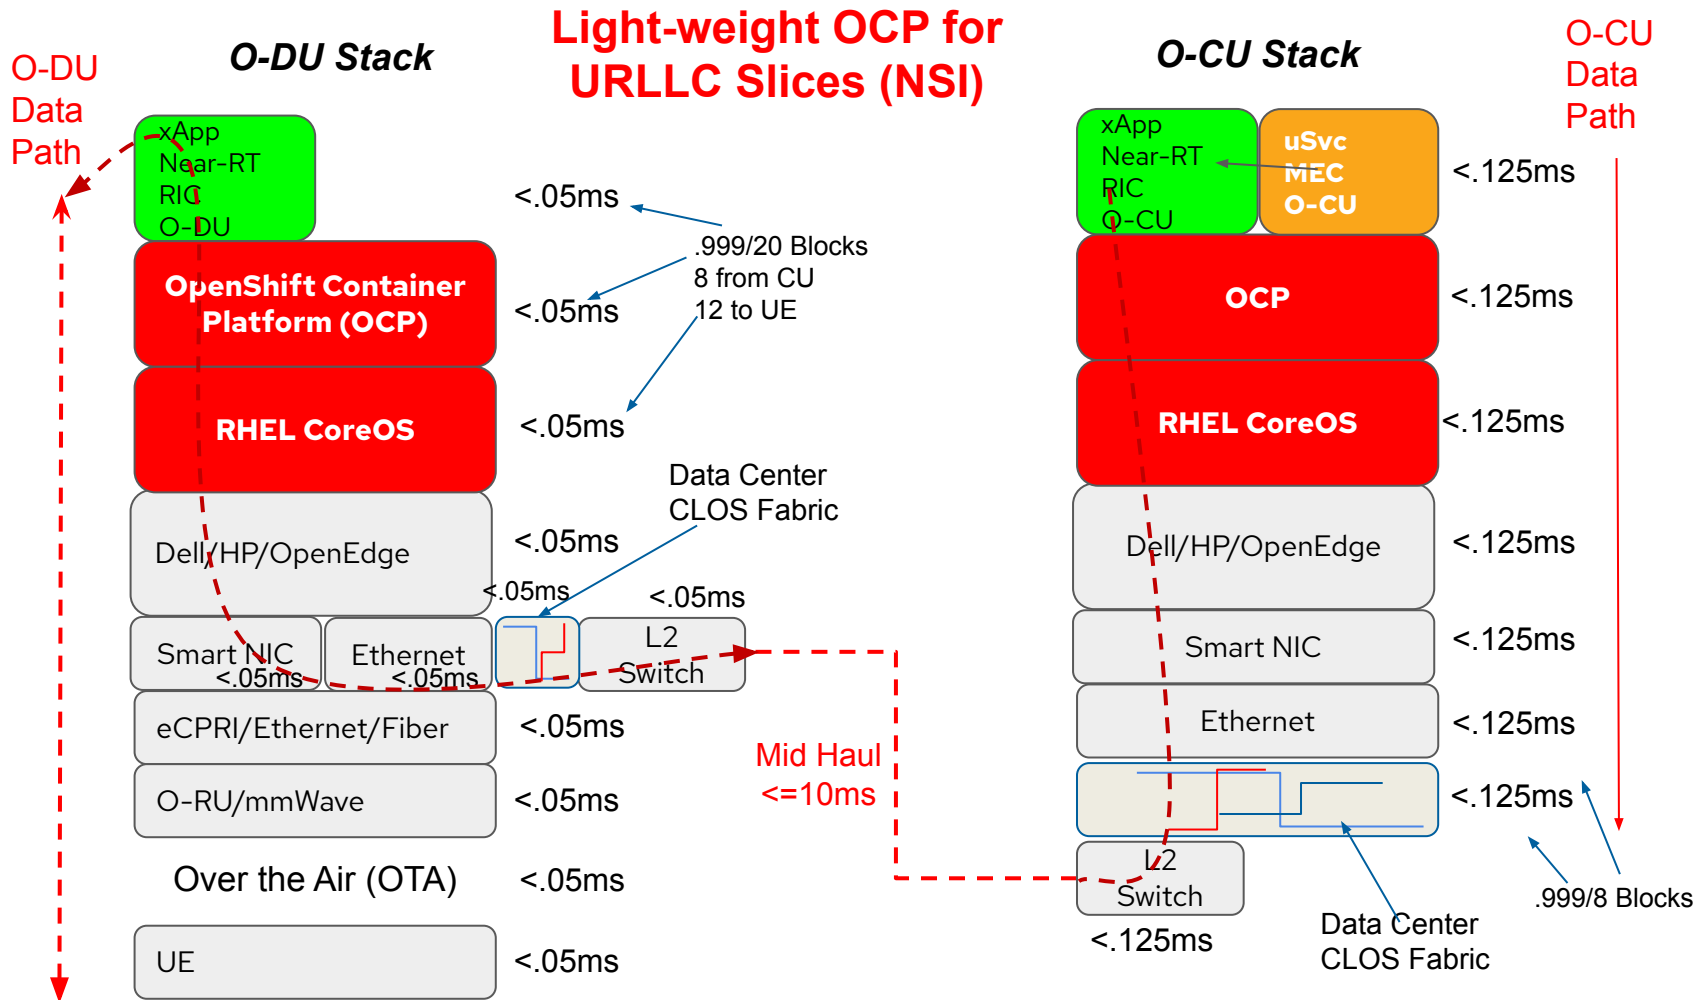 Light-weight OCP for
URLLC Slices (NSI)
O-DU
Data
Path
O-DU Stack
xApp
Near-RT
RIC
O-DU
<.05ms
.999/20 Blocks
8 from CU
12 to UE
OpenShift Container
Platform (OCP)
<.05ms
RHEL CoreOS
<.05ms
Data Center
CLOS Fabric
Dell/HP/OpenEdge
<.05ms
<.05ms
<.05ms
Smart NIC
<.05ms
Ethernet
<.05ms
L2
Switch
eCPRI/Ethernet/Fiber
<.05ms
O-RU/mmWave
<.05ms
Over the Air (OTA)
<.05ms
UE
<.05ms
Mid Haul
<=10ms
O-CU Stack
O-CU
Data
Path
xApp
Near-RT
RIC
O-CU
uSvc
MEC
O-CU
<.125ms
OCP
<.125ms
RHEL CoreOS
<.125ms
Dell/HP/OpenEdge
<.125ms
Smart NIC
<.125ms
Ethernet
<.125ms
<.125ms
L2
Switch
<.125ms
Data Center
CLOS Fabric
.999/8 Blocks